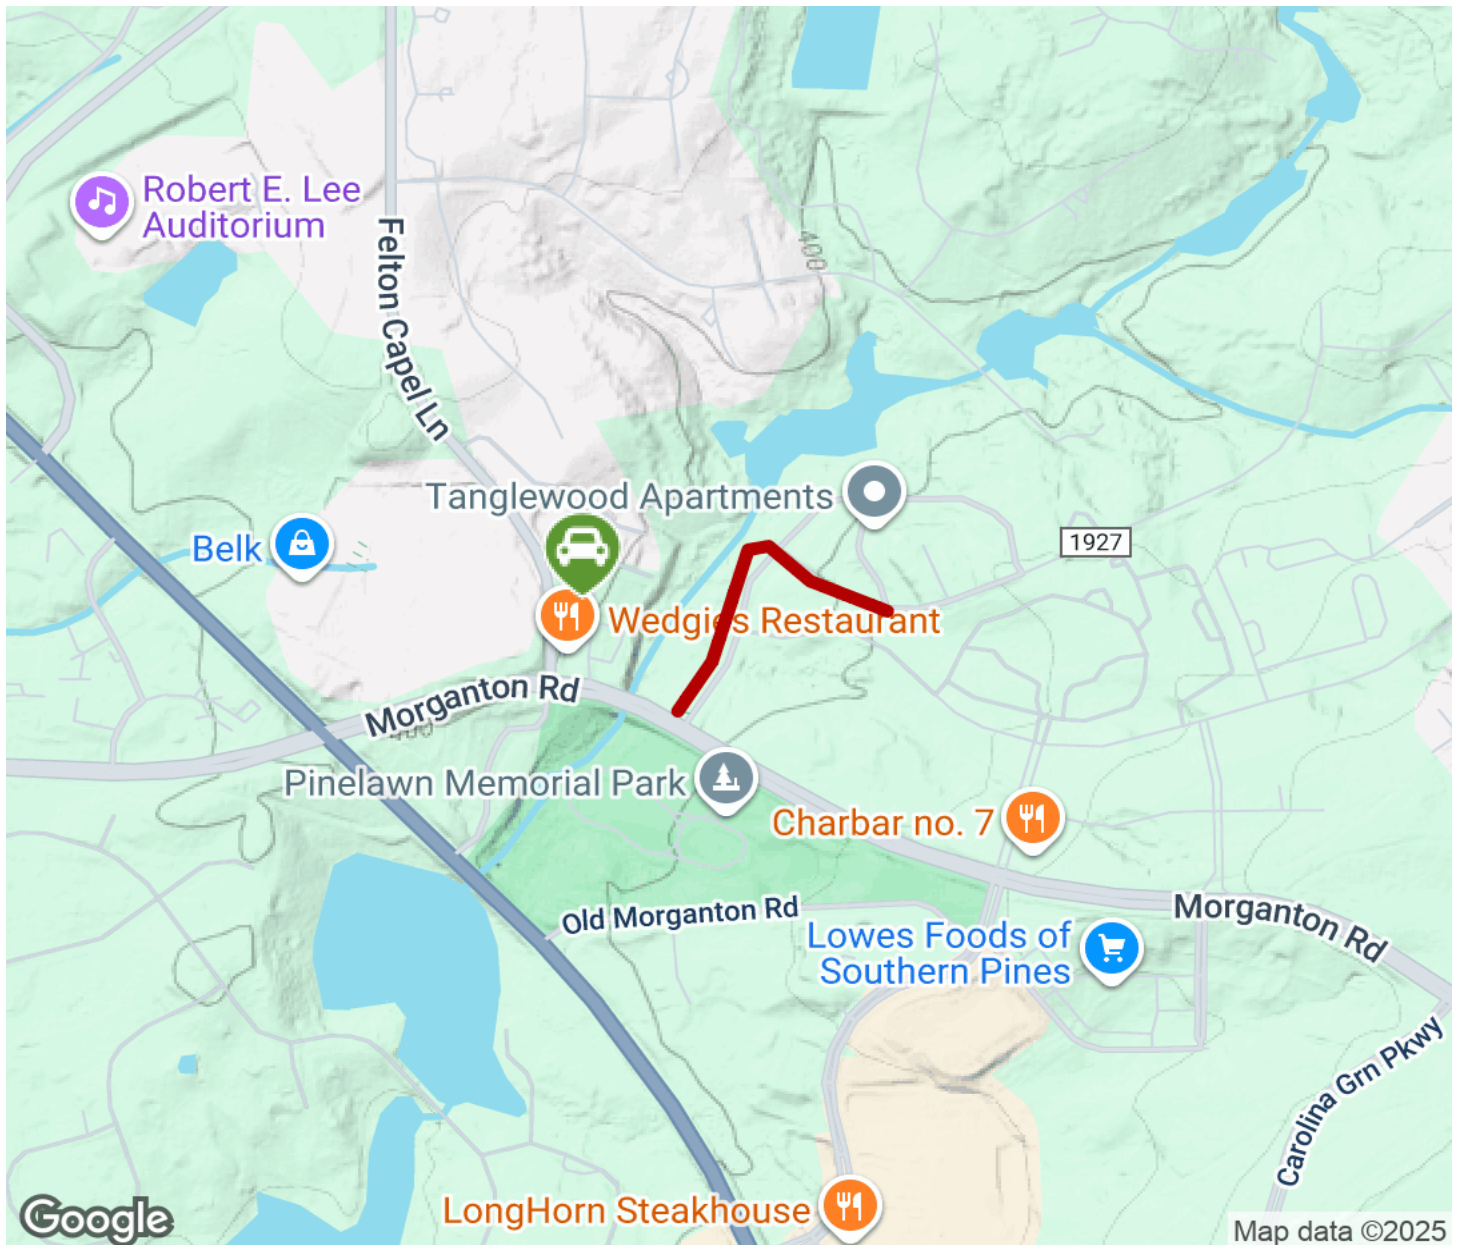 Robert E. Lee
Auditorium
Felton Capel Ln
400
Tanglewood Apartments
Belk
1927
Wedgies Restaurant
Morganton Rd
400
Pinelawn Memorial Park
Charbar no. 7
Old Morganton Rd
Morganton Rd
Lowes Foods of
Southern Pines
Carolina Grn Pkwy
LongHorn Steakhouse
Google
Map data ©2025